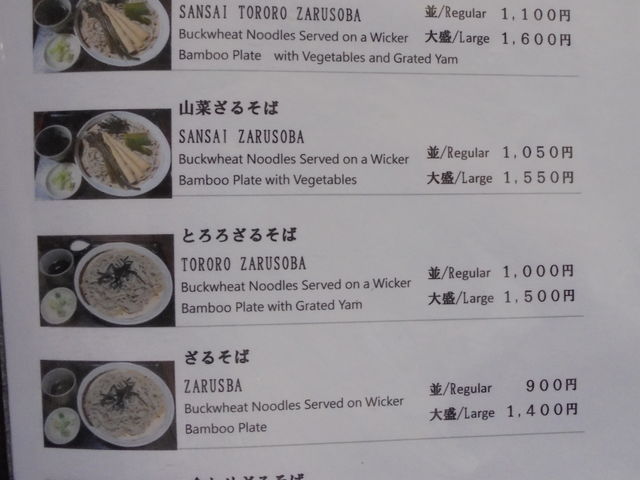 SANSAI TORORO ZARUSOBA
並/Regular 1,100円
Buckwheat Noodles Served on a Wicker
大盛/Large 1,600円
Bamboo Plate with Vegetables and Grated Yam
山菜ざるそば
SANSAI ZARUSOBA
Buckwheat Noodles Served on a Wicker
並/Regular 1,050円
Bamboo Plate with Vegetables
大盛/Large 1,550円
とろろざるそば
TORORO ZARUSOBA
Buckwheat Noodles Served on a Wicker
並/Regular 1,000円
Bamboo Plate with Grated Yam
大盛/Large 1,500円
ざるそば
ZARUSBA
並/Regular 900円
Buckwheat Noodles Served on Wicker
大盛/Large 1,400円
Bamboo Plate